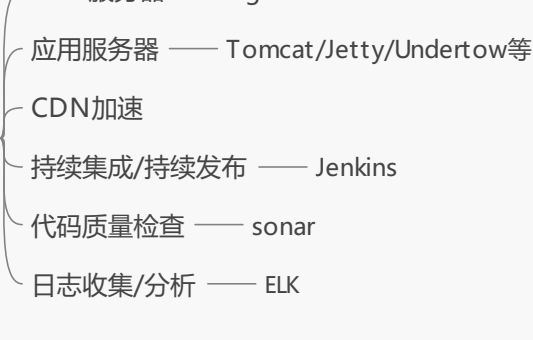 应用服务器 Tomcat/Jetty/Undertow等
CDN加速
持续集成/持续发布 Jenkins
代码质量检查 sonar
日志收集/分析 ELK